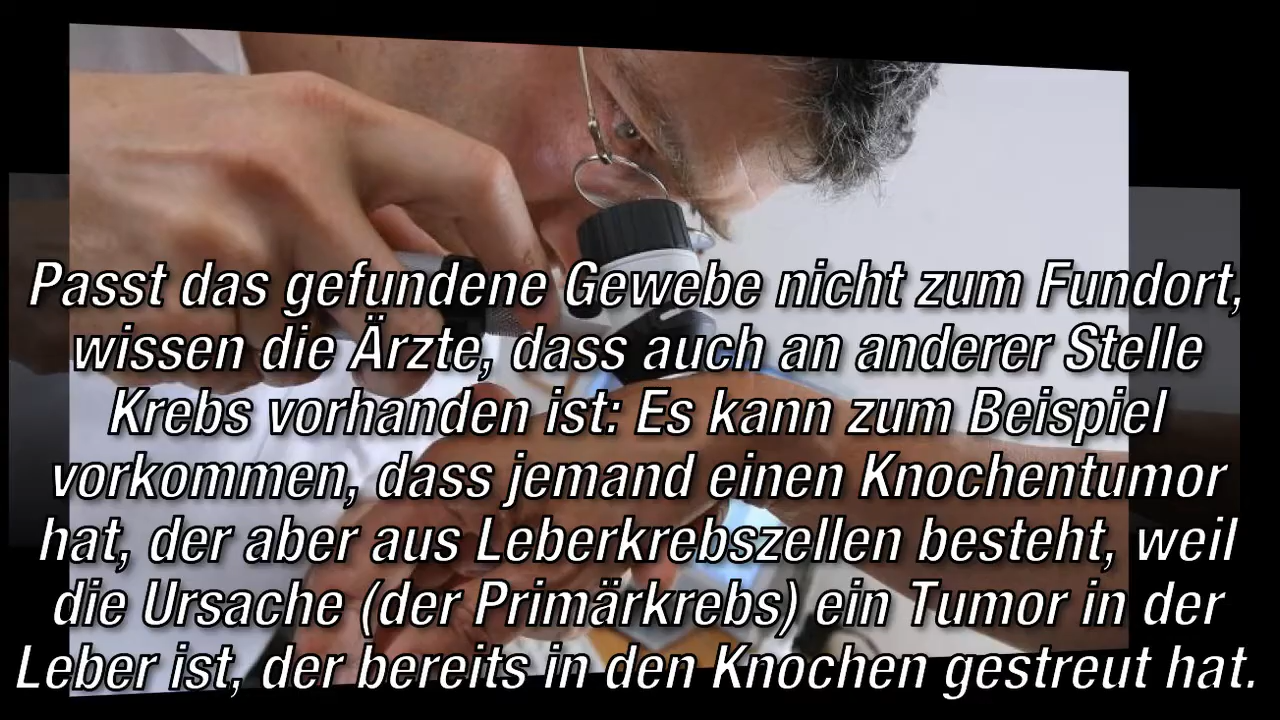 Passt das gefundene Gewebe nicht zum Fundort,
wissen die Ärzte, dass auch an anderer Stelle
Krebs vorhanden ist: Es kann zum Beispiel
vorkommen, dass jemand einen Knochentumor
hat, der aber aus Leberkrebszellen besteht, weil
die Ursache (der Primärkrebs) ein Tumor in der
Leber ist, der bereits in den Knochen gestreut hat.